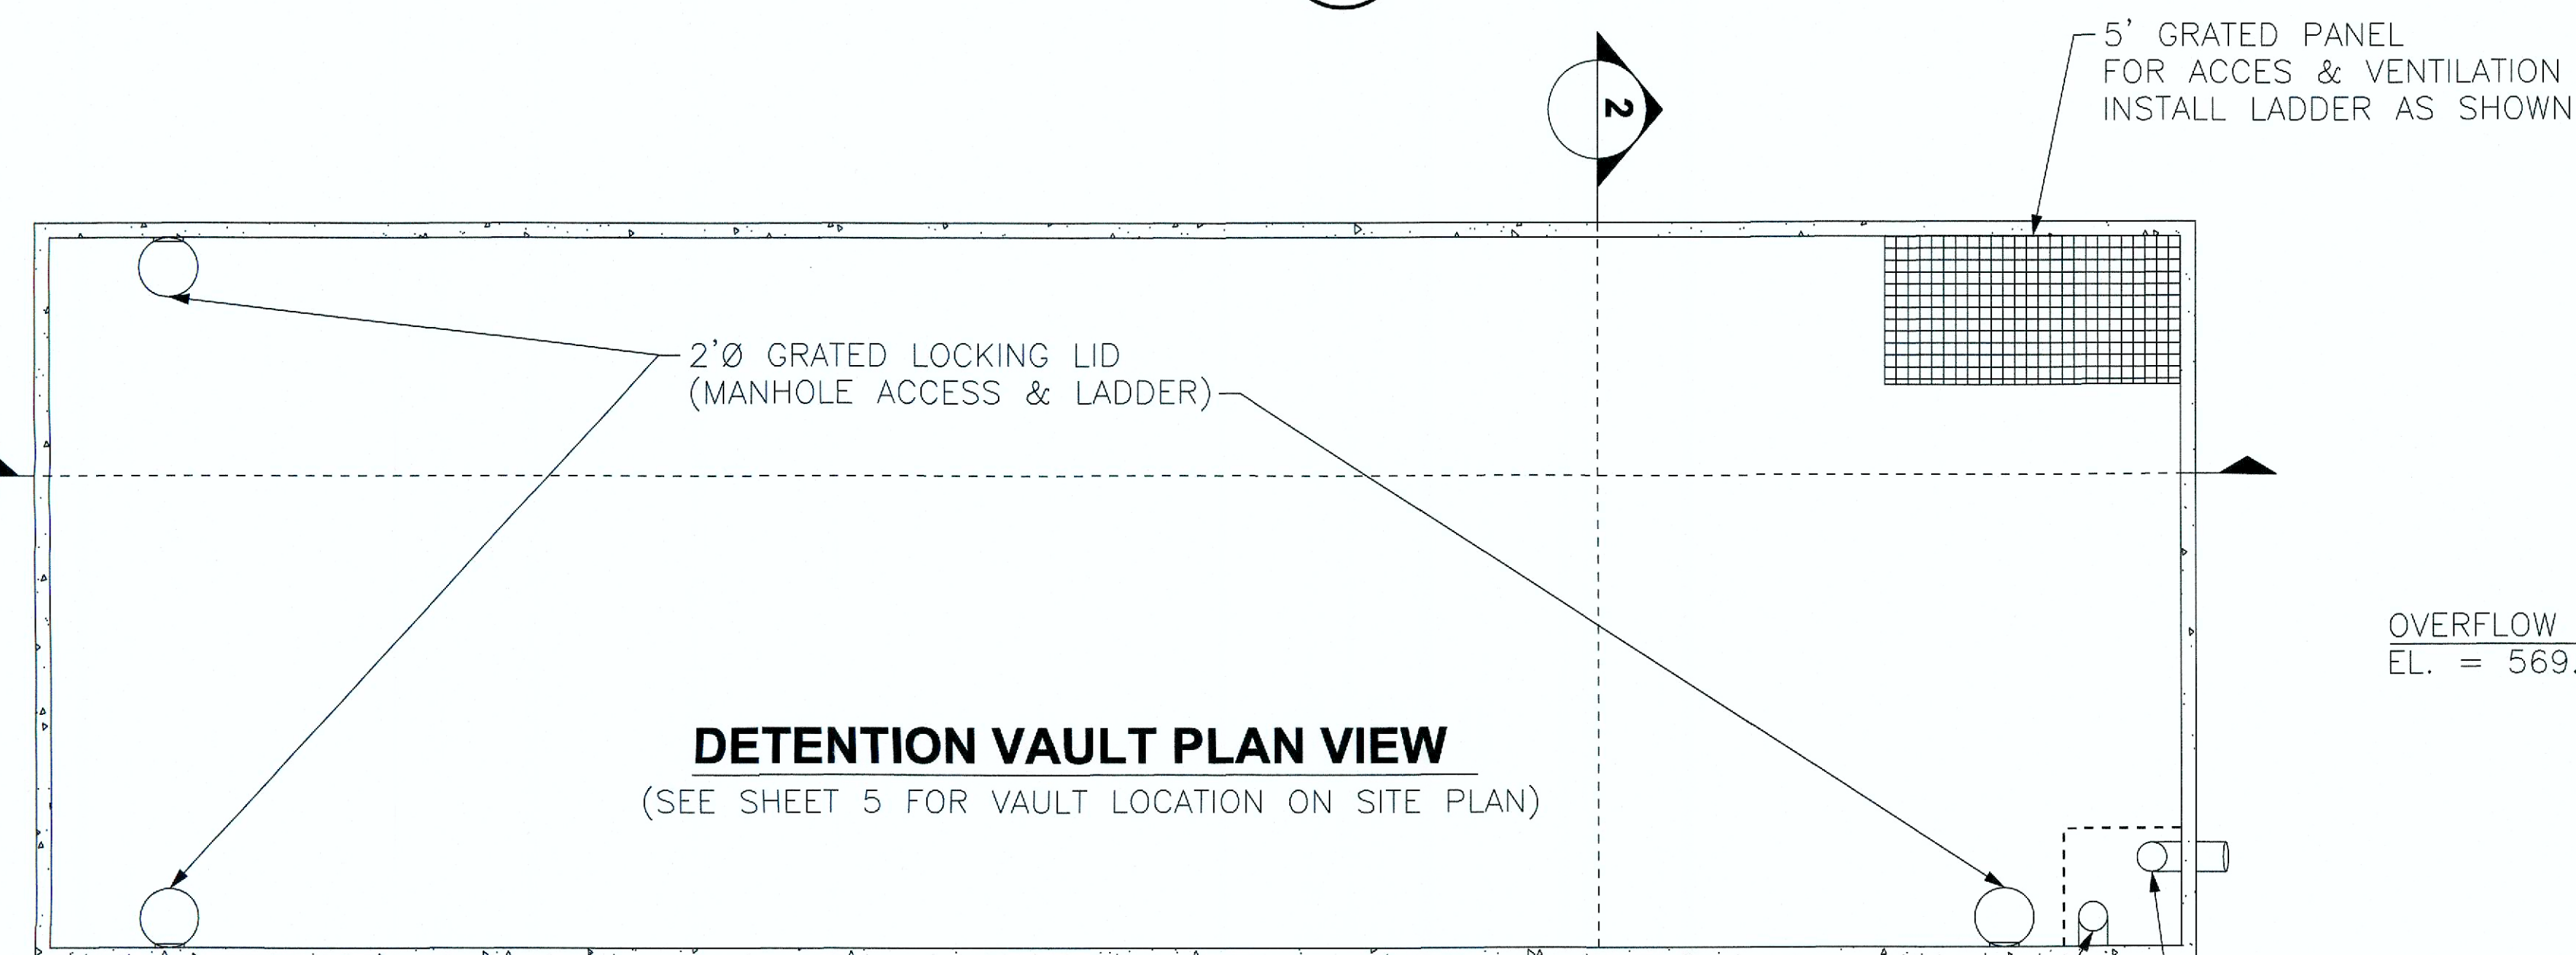 5' GRATED PANEL
FOR ACCES & VENTILATION
INSTALL LADDER AS SHOWN
2
2'Ø GRATED LOCKING LID
(MANHOLE ACCESS & LADDER)
OVERFLOW
EL. = 569.
DETENTION VAULT PLAN VIEW
(SEE SHEET 5 FOR VAULT LOCATION ON SITE PLAN)